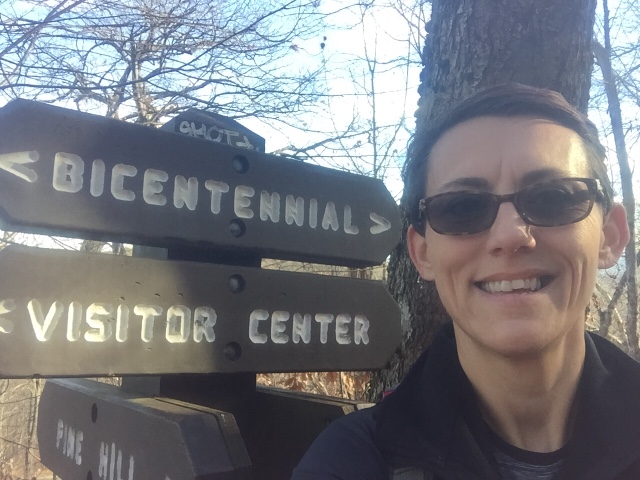 < BICENTENNIAL >
< VISITOR CENTER
PINE HILL